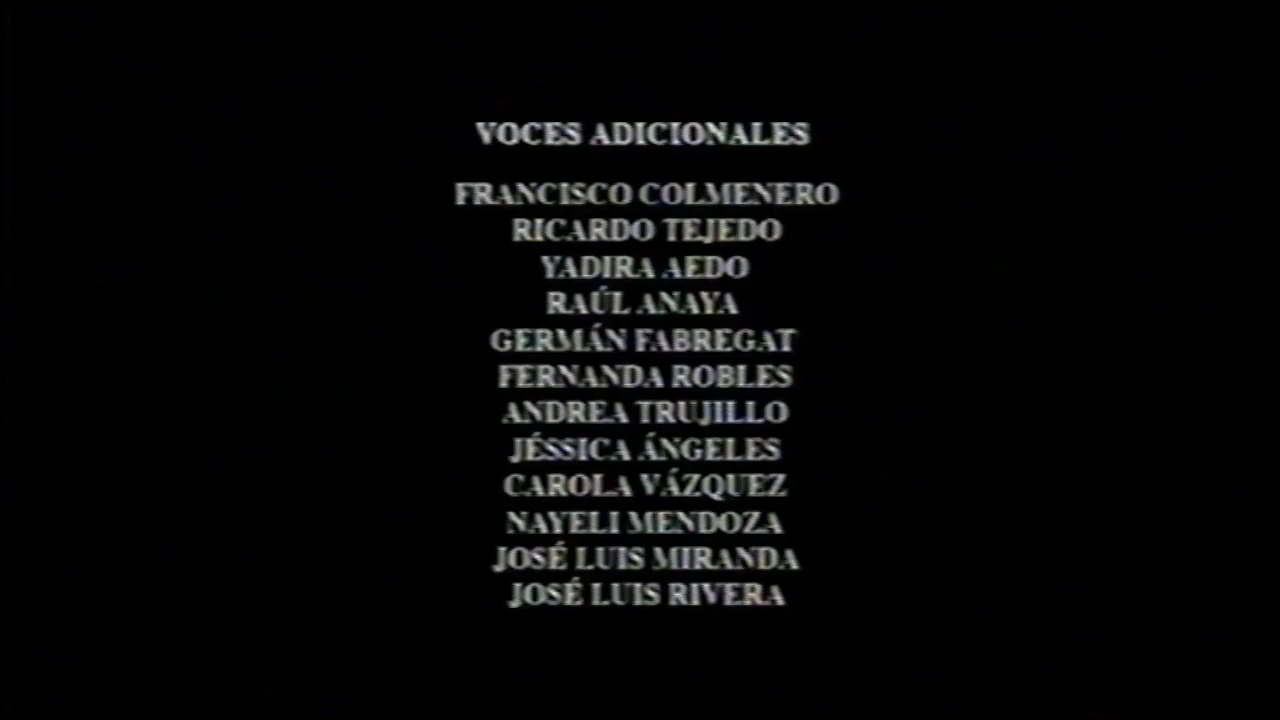 VOCES ADICIONALES
FRANCISCO COLMENERO
RICARDO TEJEDO
YADIRA AEDO
RAÚL ANAYA
GERMÁN FABREGAT
FERNANDA ROBLES
ANDREA TRUJILLO
JÉSSICA ÁNGELES
CAROLA VÁZQUEZ
NAYELI MENDOZA
JOSÉ LUIS MIRANDA
JOSÉ LUIS RIVERA